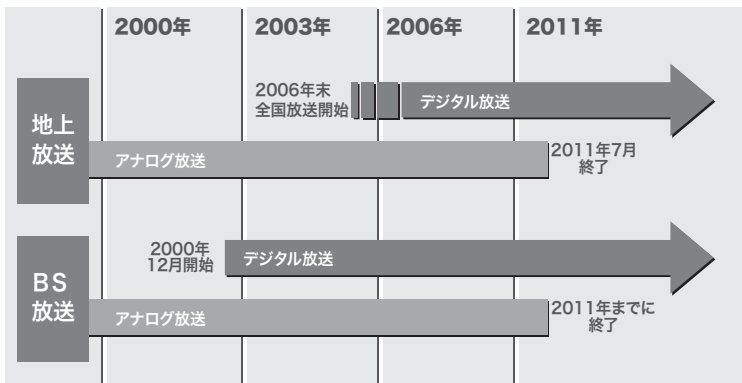 2000年
2003年
2006年
2011年
地上
放送
2006年末
全国放送開始
デジタル放送
アナログ放送
2011年7月
終了
BS
放送
2000年
12月開始
デジタル放送
アナログ放送
2011年までに
終了